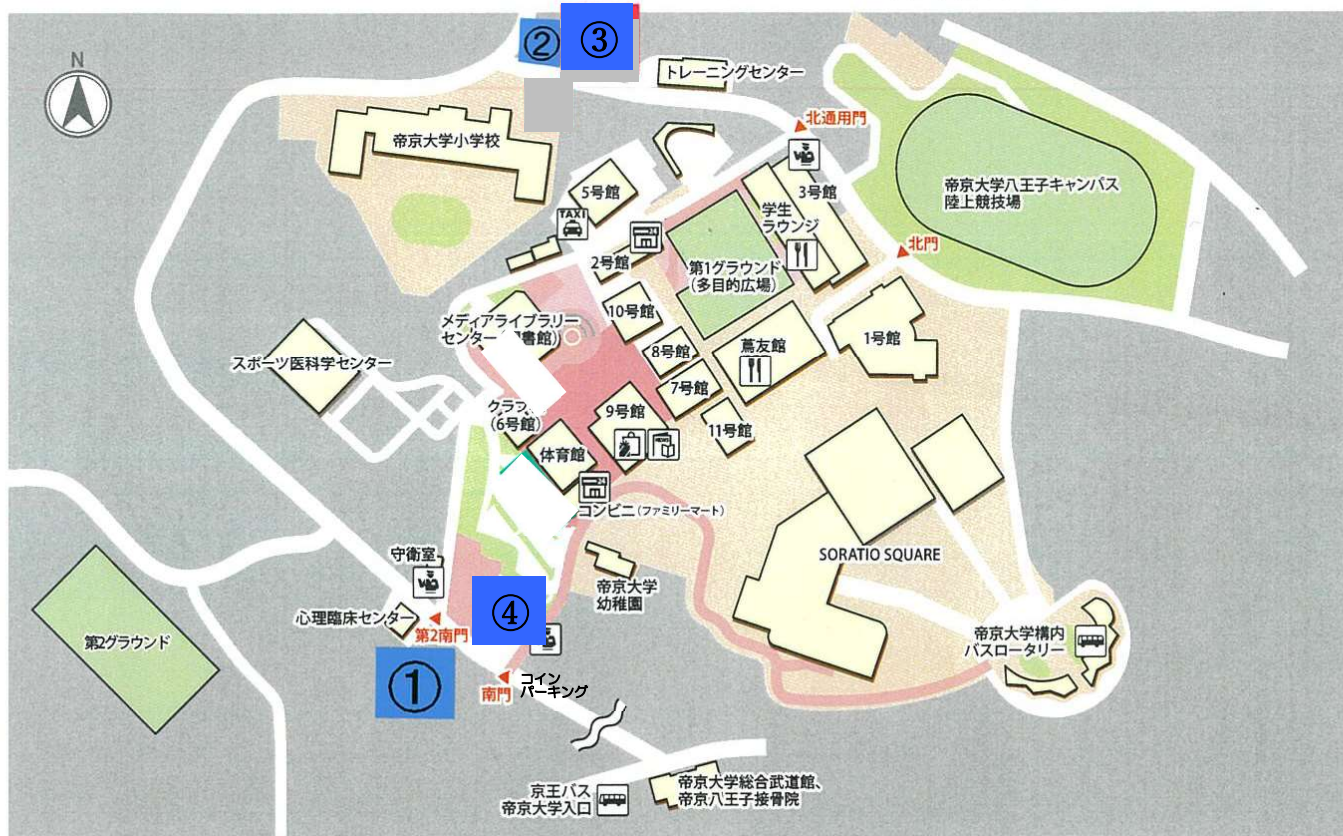 ②
③
N
トレーニングセンター
北通用門
帝京大学小学校
5号館
3号館
帝京大学八王子キャンパス
陸上競技場
TAXI
学生
ラウンジ
24
北門
2号館
第1グラウンド
(多目的広場)
10号館
メディアライブラリー
センター
書館)
8号館
蔦友館
1号館
スポーツ医科学センター
7号館
クラブ
(6号館)
9号館
11号館
NEWS
体育館
24
コンビニ(ファミリーマート)
SORATIO SQUARE
守衛室
帝京大学
幼稚園
④
心理臨床センター
第2南門
第2グラウンド
帝京大学構内
バスロータリー
①
南門
コイン
パーキング
京王バス
帝京大学入口
帝京大学総合武道館、
帝京八王子接骨院